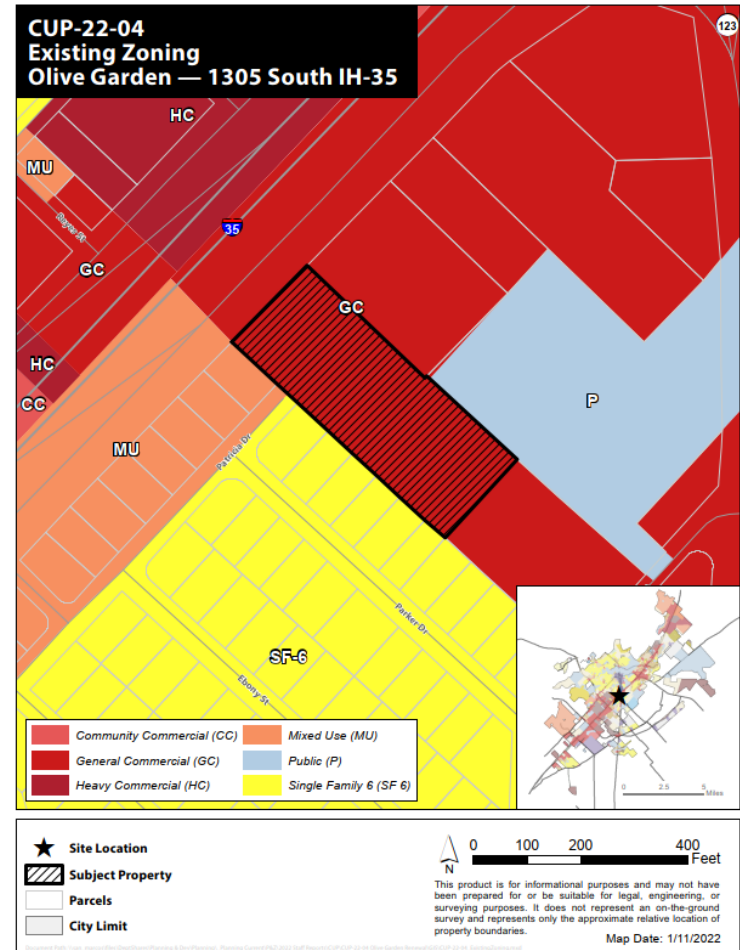 CUP-22-04
Existing Zoning
Olive Garden — 1305 South IH-35
123
HC
MU
35
GC
GC
HC
CC
P
MU
Patricia Dr
Parker Dr
SF-6
Ebony St
Community Commercial (CC)
General Commercial (GC)
Heavy Commercial (HC)
Mixed Use (MU)
Public (P)
Single Family 6 (SF 6)
0 2.5 5
Miles
Site Location
Subject Property
Parcels
City Limit
N
0 100 200 400
Feet
This product is for informational purposes and may not have
been prepared for or be suitable for legal, engineering, or
surveying purposes. It does not represent an on-the-ground
survey and represents only the approximate relative location of
property boundaries.
Map Date: 1/11/2022